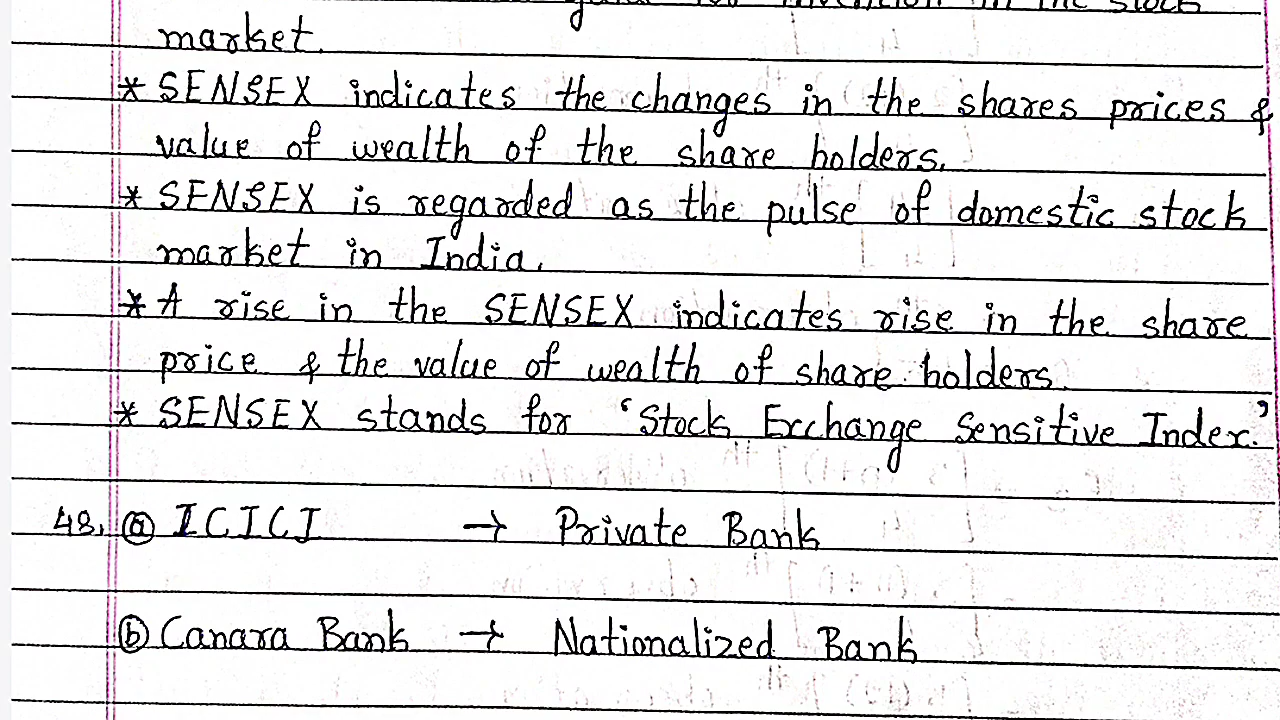 in the stock
market.
* SENSEX indicates the changes in the shares prices &
value of wealth of the share holders.
* SENSEX is regarded as the pulse of domestic stock
market in India.
* A rise in the SENSEX indicates rise in the share
price & the value of wealth of share holders.
* SENSEX stands for ‘Stock Exchange Sensitive Index.’
48. ⓐ ICICI → Private Bank
ⓑ Canara Bank → Nationalized Bank